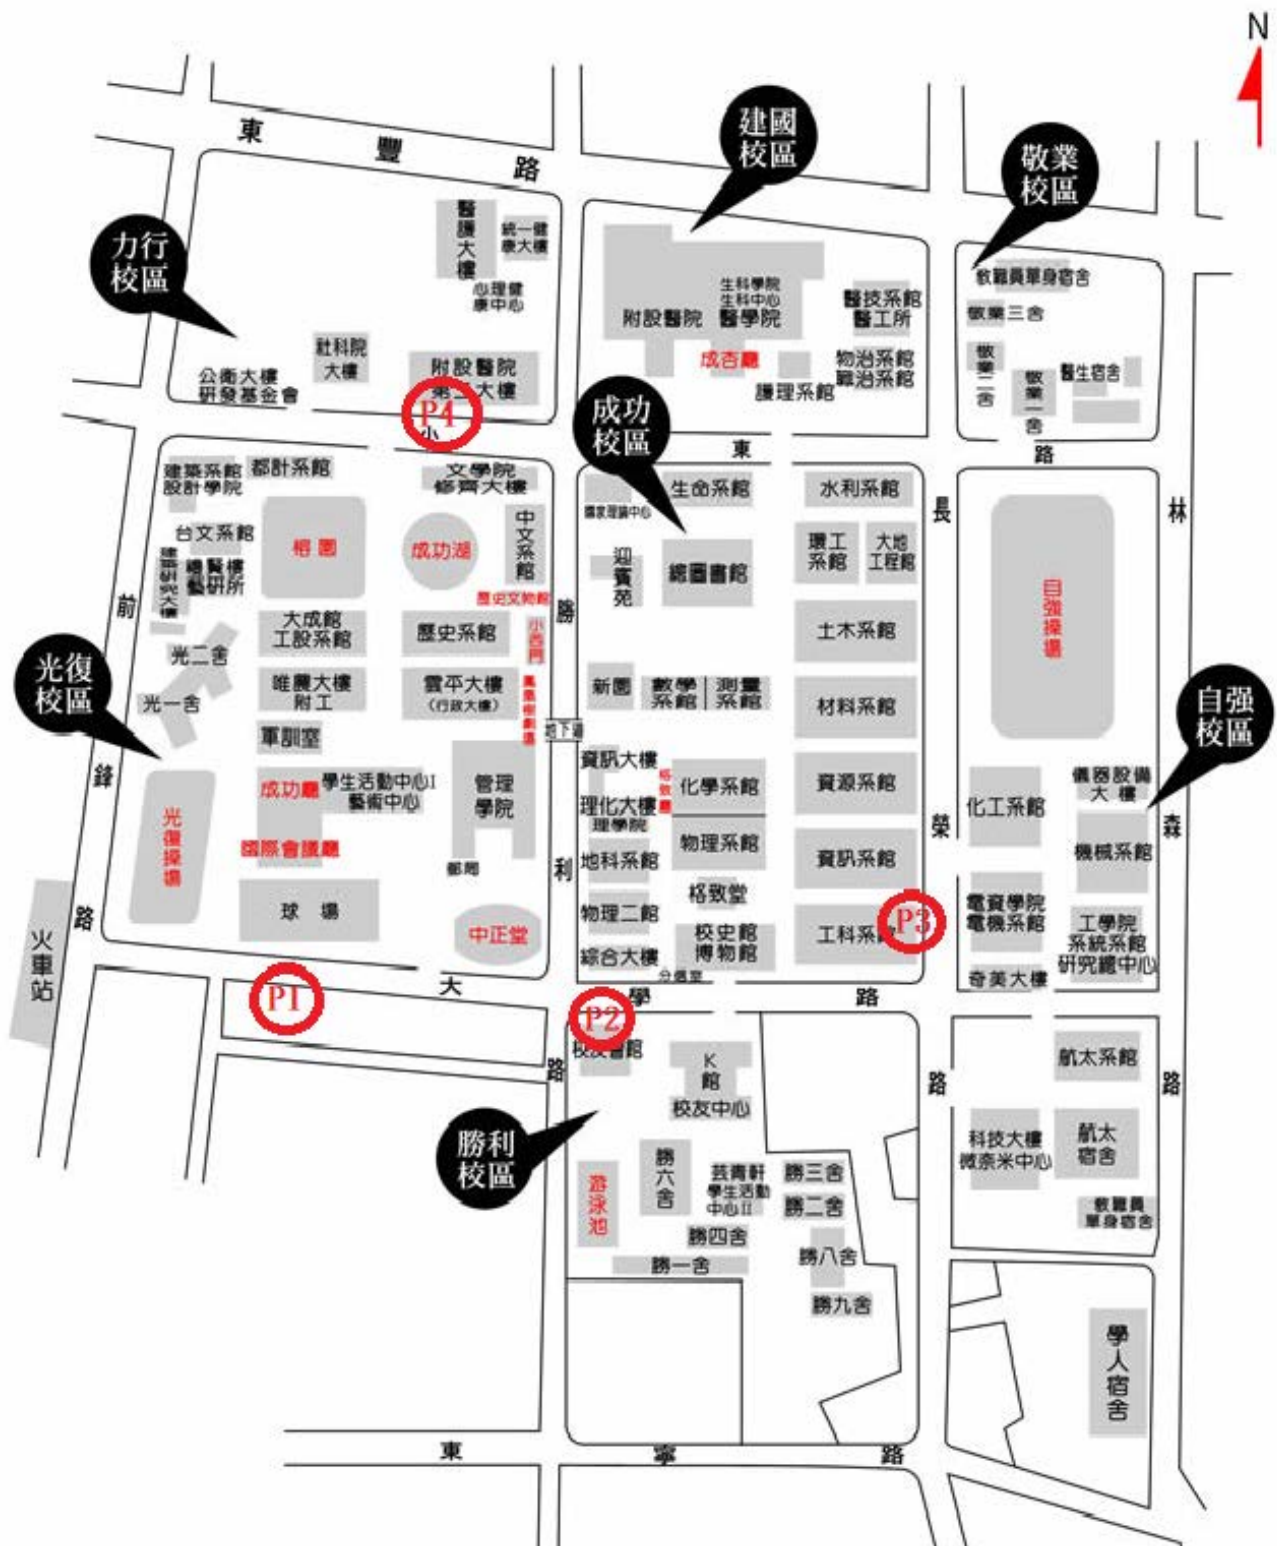 N
東豐路
建國
校區
敬業
校區
力行
校區
醫護大樓
統一健
康大樓
心理健
康中心
社科院
大樓
附設醫院
公衛大樓
研發基金會
P4
小
生科學院
生科中心
附設醫院
醫學院
成杏廳
護理系館
醫技系館
醫工所
物治系館
職治系館
教職員單身宿舍
敬業三舍
敬業二舍
敬業一舍
醫生宿舍
成功
校區
東
路
建築系館
設計學院
都計系館
文學院
修齊大樓
台文系館
榕園
成功湖
中文系館
總賢樓
藝研所
歷史文物館
大成館
工設系館
歷史系館
小西門
光二舍
光一舍
唯農大樓
附工
雲平大樓
(行政大樓)
軍訓室
光復
校區
成功廳
學生活動中心I
藝術中心
管理
學院
國際會議廳
郵局
光復操場
球場
中正堂
前鋒路
火車站
生命系館
水利系館
國家理論中心
迎賓苑
總圖書館
環工
系館
大地
工程館
土木系館
新園
數學
系館
測量
系館
材料系館
地下道
資訊大樓
格致廳
化學系館
資源系館
理化大樓
理學院
物理系館
地科系館
資訊系館
格致堂
物理二館
校史館
博物館
工科系館
P3
綜合大樓
勝利路
長榮路
林森路
自強操場
自強
校區
儀器設備
大樓
化工系館
機械系館
電資學院
電機系館
工學院
系統系館
研究總中心
奇美大樓
P1
大學路
P2
校友會館
K
館
校友中心
航太系館
科技大樓
微奈米中心
航太
宿舍
教職員
單身宿舍
勝利
校區
游泳池
勝六舍
芸青軒
學生活動
中心II
勝三舍
勝二舍
勝四舍
勝一舍
勝八舍
勝九舍
學人宿舍
東寧路